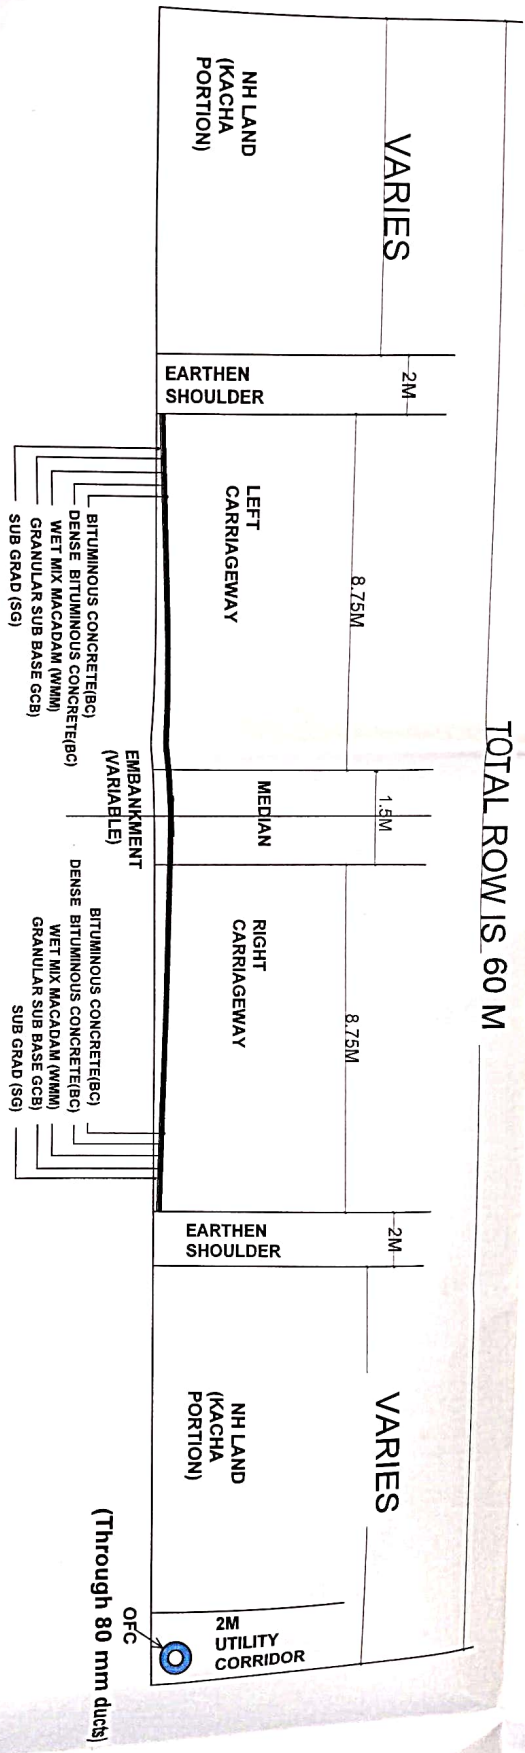 TOTAL ROW IS 60 M
VARIES
2M
8.75M
1.5M
8.75M
2M
VARIES
NH LAND
(KACHA
PORTION)
EARTHEN
SHOULDER
LEFT
CARRIAGEWAY
MEDIAN
RIGHT
CARRIAGEWAY
EARTHEN
SHOULDER
NH LAND
(KACHA
PORTION)
2M
UTILITY
CORRIDOR
EMBANKMENT
(VARIABLE)
BITUMINOUS CONCRETE(BC)
DENSE BITUMINOUS CONCRETE(BC)
WET MIX MACADAM (WMM)
GRANULAR SUB BASE GCB)
SUB GRAD (SG)
BITUMINOUS CONCRETE(BC)
DENSE BITUMINOUS CONCRETE(BC)
WET MIX MACADAM (WMM)
GRANULAR SUB BASE GCB)
SUB GRAD (SG)
OFC
(Through 80 mm ducts)